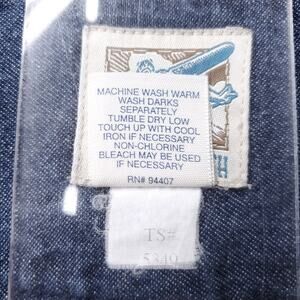 MACHINE WASH WARM
WASH DARKS
SEPARATELY
TUMBLE DRY LOW
TOUCH UP WITH COOL
IRON IF NECESSARY
NON-CHLORINE
BLEACH MAY BE USED
IF NECESSARY
RN# 94407
TS#
5349